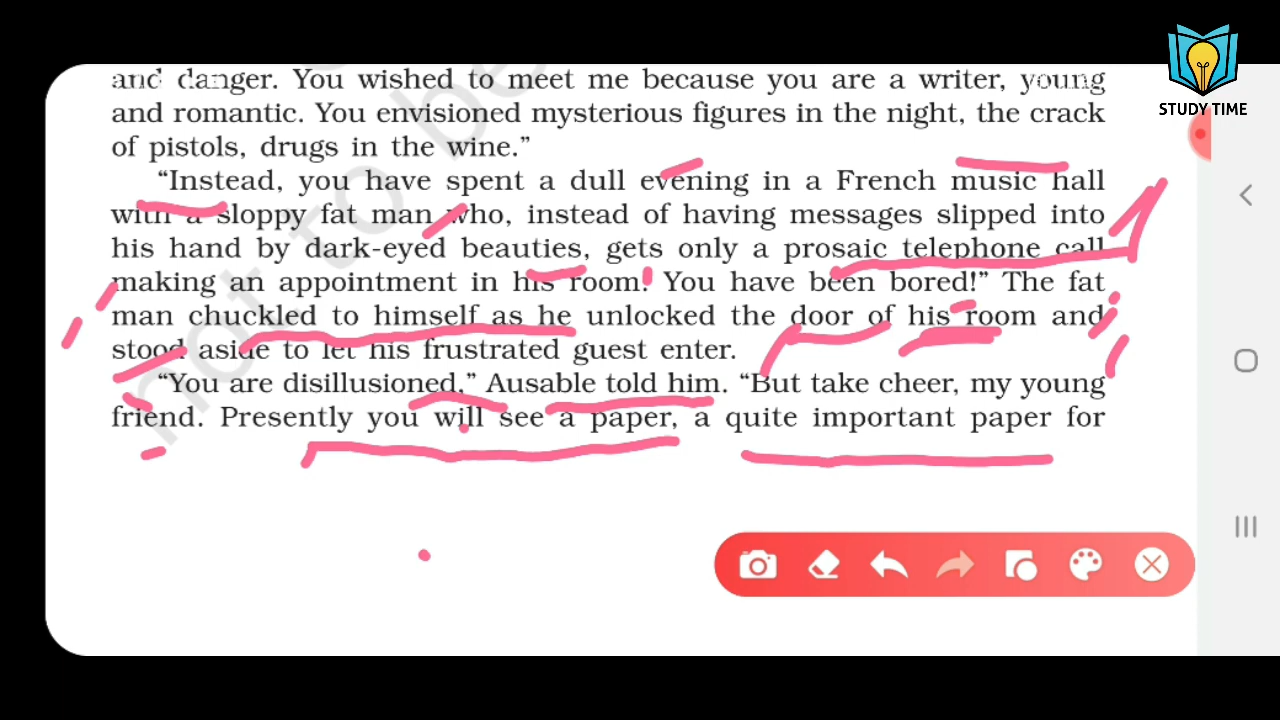 STUDY TIME
and danger. You wished to meet me because you are a writer, young
and romantic. You envisioned mysterious figures in the night, the crack
of pistols, drugs in the wine.”
“Instead, you have spent a dull evening in a French music hall
with a sloppy fat man who, instead of having messages slipped into
his hand by dark-eyed beauties, gets only a prosaic telephone call
making an appointment in his room. You have been bored!” The fat
man chuckled to himself as he unlocked the door of his room and
stood aside to let his frustrated guest enter.
“You are disillusioned,” Ausable told him. “But take cheer, my young
friend. Presently you will see a paper, a quite important paper for
not to be